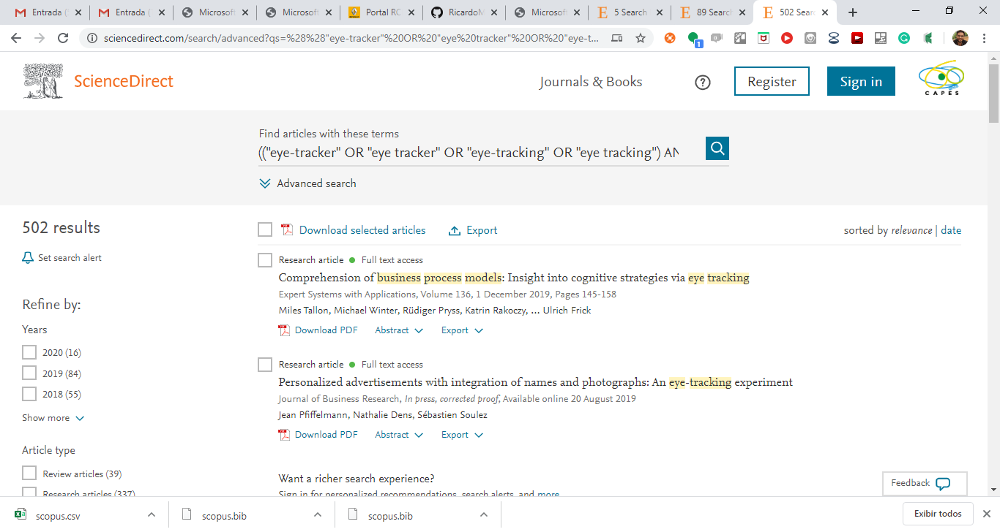 Entrada (
Entrada (
Microsoft
Microsoft
Portal RC
RicardoM
Microsoft
5 Search
89 Search
502 Sear
sciencedirect.com/search/advanced?qs=%28%28"eye-tracker"%20OR%20"eye%20tracker"%20OR%20"eye-t...
1
ScienceDirect
Journals & Books
?
Register
Sign in
CAPES
Find articles with these terms
(("eye-tracker" OR "eye tracker" OR "eye-tracking" OR "eye tracking") AN
Advanced search
502 results
Set search alert
Refine by:
Years
2020 (16)
2019 (84)
2018 (55)
Show more
Article type
Review articles (39)
Research articles (337)
Download selected articles
Export
sorted by relevance | date
Research article Full text access
Comprehension of business process models: Insight into cognitive strategies via eye tracking
Expert Systems with Applications, Volume 136, 1 December 2019, Pages 145-158
Miles Tallon, Michael Winter, Rüdiger Pryss, Katrin Rakoczy, ... Ulrich Frick
Download PDF Abstract Export
Research article Full text access
Personalized advertisements with integration of names and photographs: An eye-tracking experiment
Journal of Business Research, In press, corrected proof, Available online 20 August 2019
Jean Pfiffelmann, Nathalie Dens, Sébastien Soulez
Download PDF Abstract Export
Want a richer search experience?
Sign in for personalized recommendations, search alerts, and more.
Feedback
scopus.csv
scopus.bib
scopus.bib
Exibir todos